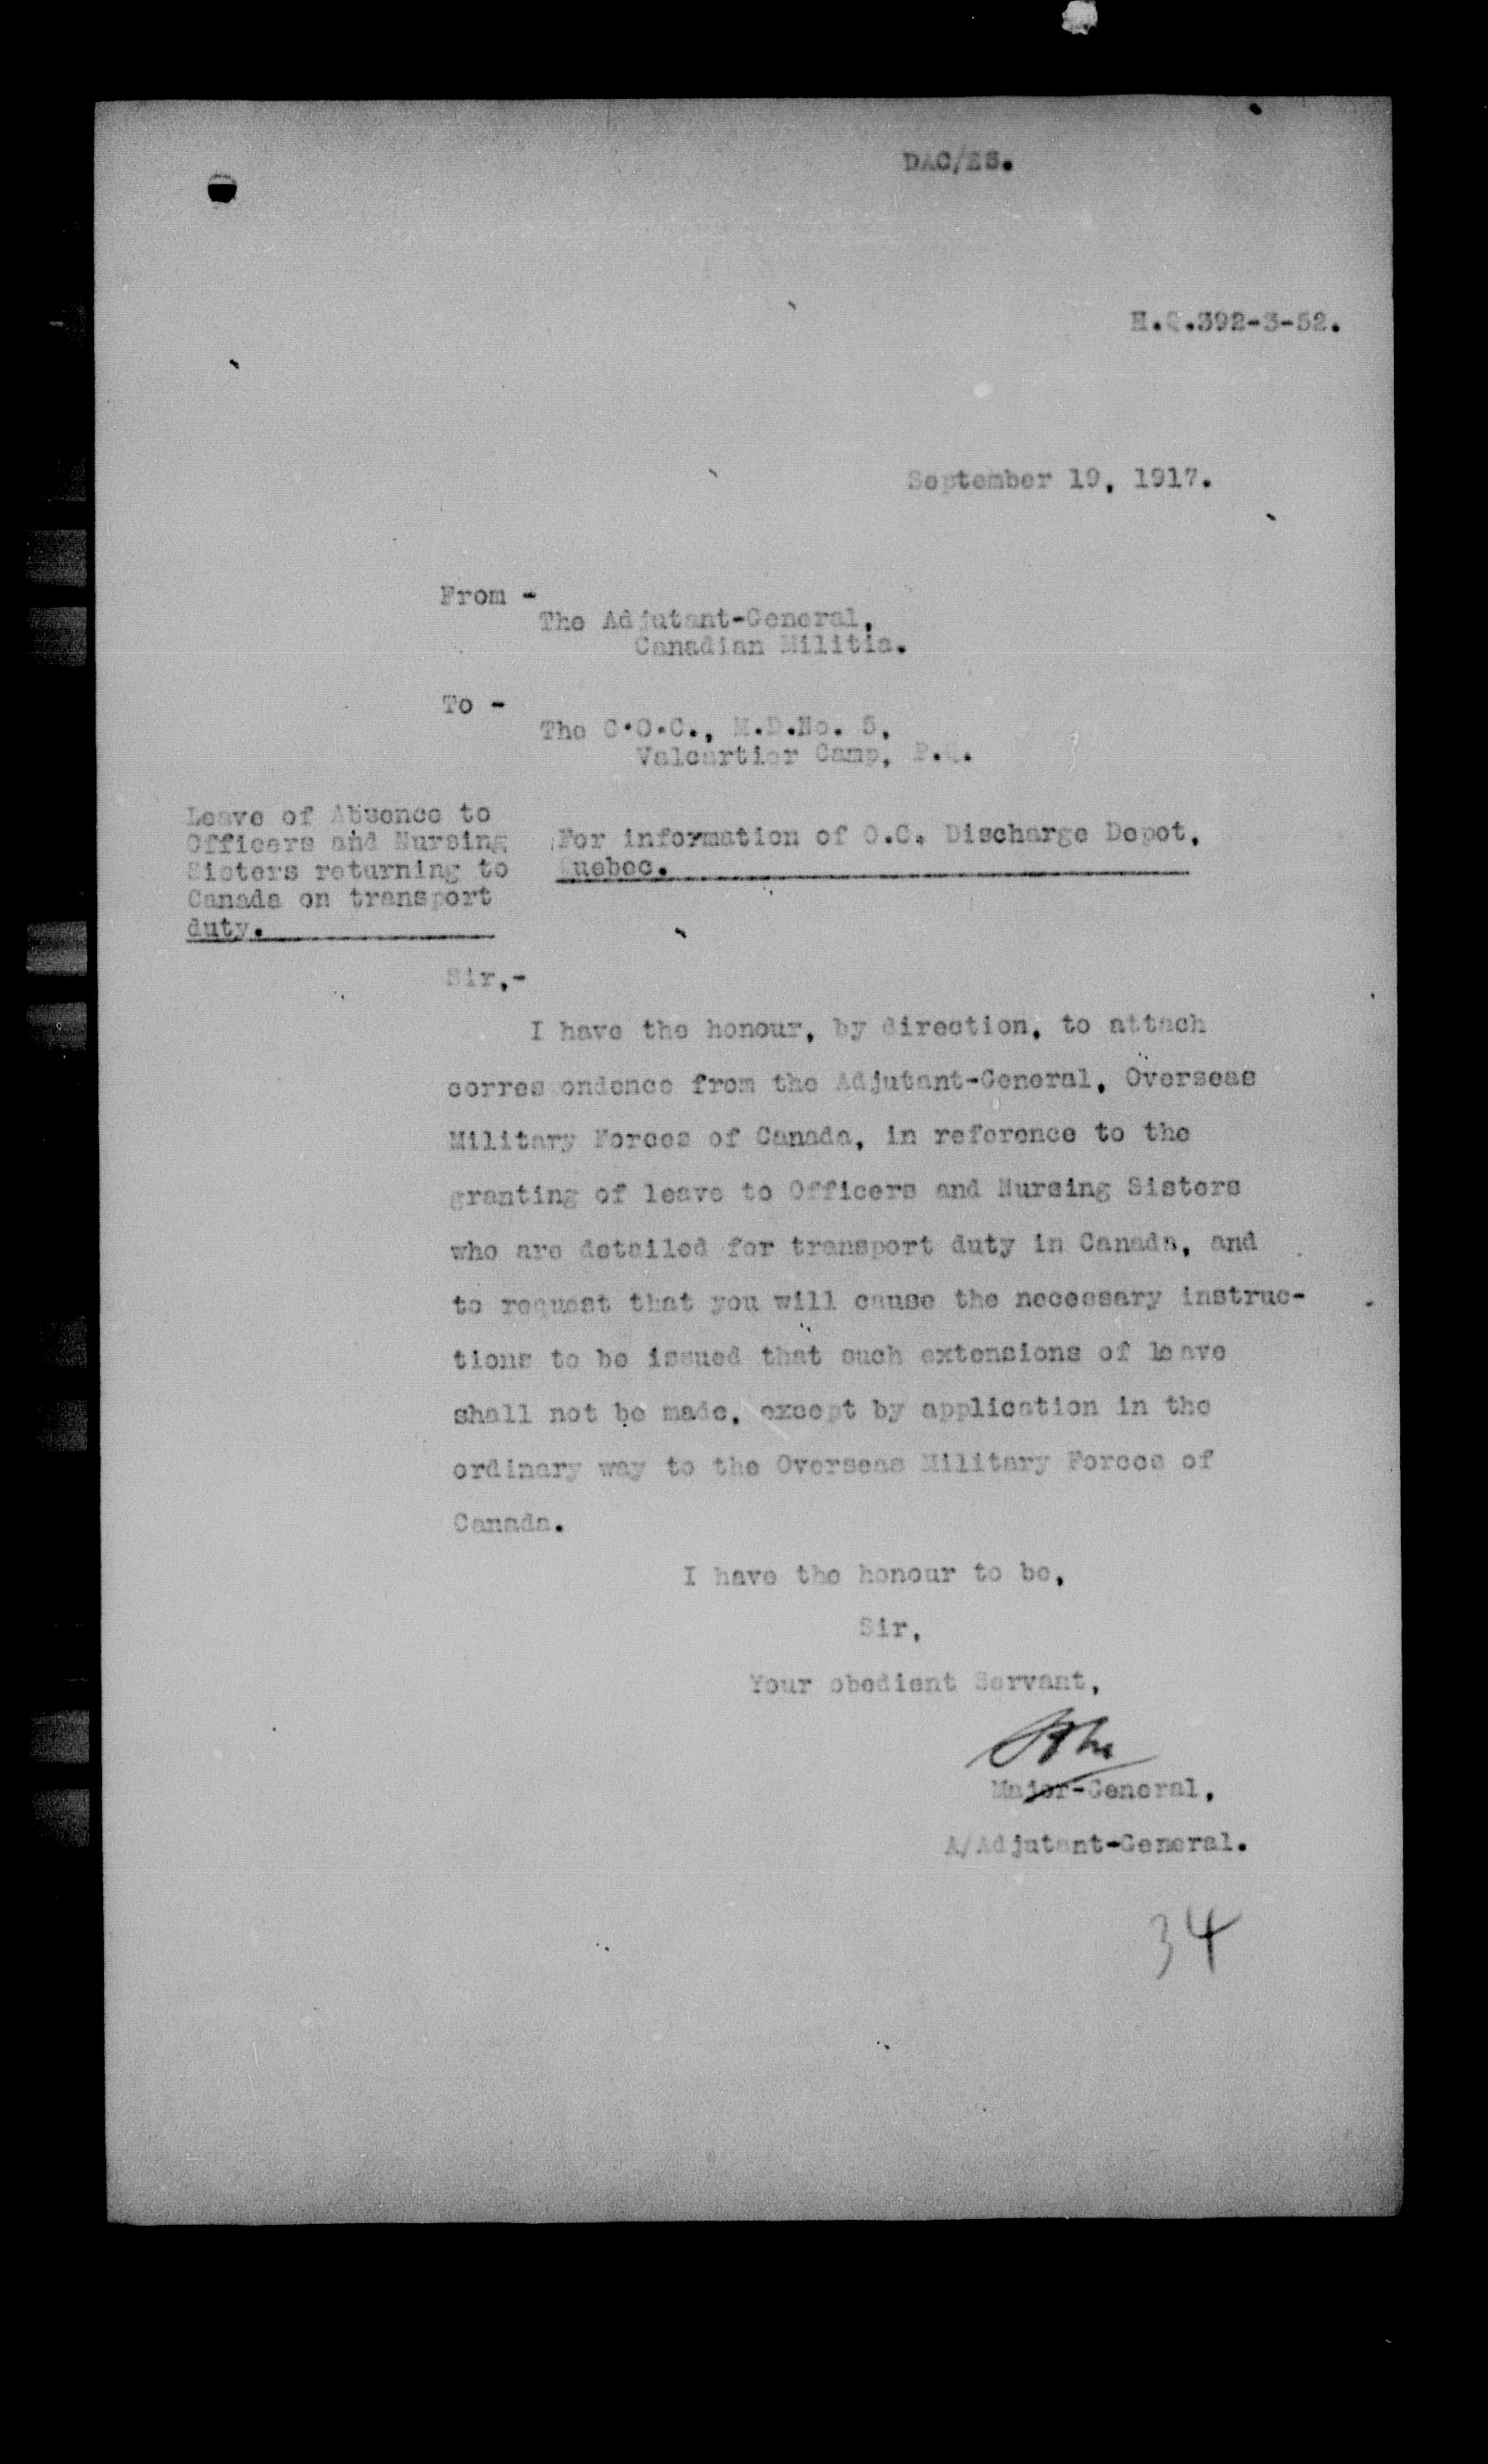 DAC/ES.
H.Q.392-3-52.
September 19, 1917.
From -
The Adjutant-General,
Canadian Militia.
To -
The G.O.C., M.D.No. 5,
Valcartier Camp, P.Q.
Leave of Absence to
Officers and Nursing
Sisters returning to
Canada on transport
duty.
For information of O.C. Discharge Depot,
Quebec.
Sir,-
I have the honour, by direction, to attach
correspondence from the Adjutant-General, Overseas
Military Forces of Canada, in reference to the
granting of leave to Officers and Nursing Sisters
who are detailed for transport duty in Canada, and
to request that you will cause the necessary instruc-
tions to be issued that such extensions of leave
shall not be made, except by application in the
ordinary way to the Overseas Military Forces of
Canada.
I have the honour to be,
Sir,
Your obedient Servant,
Major-General,
A/Adjutant-General.
34